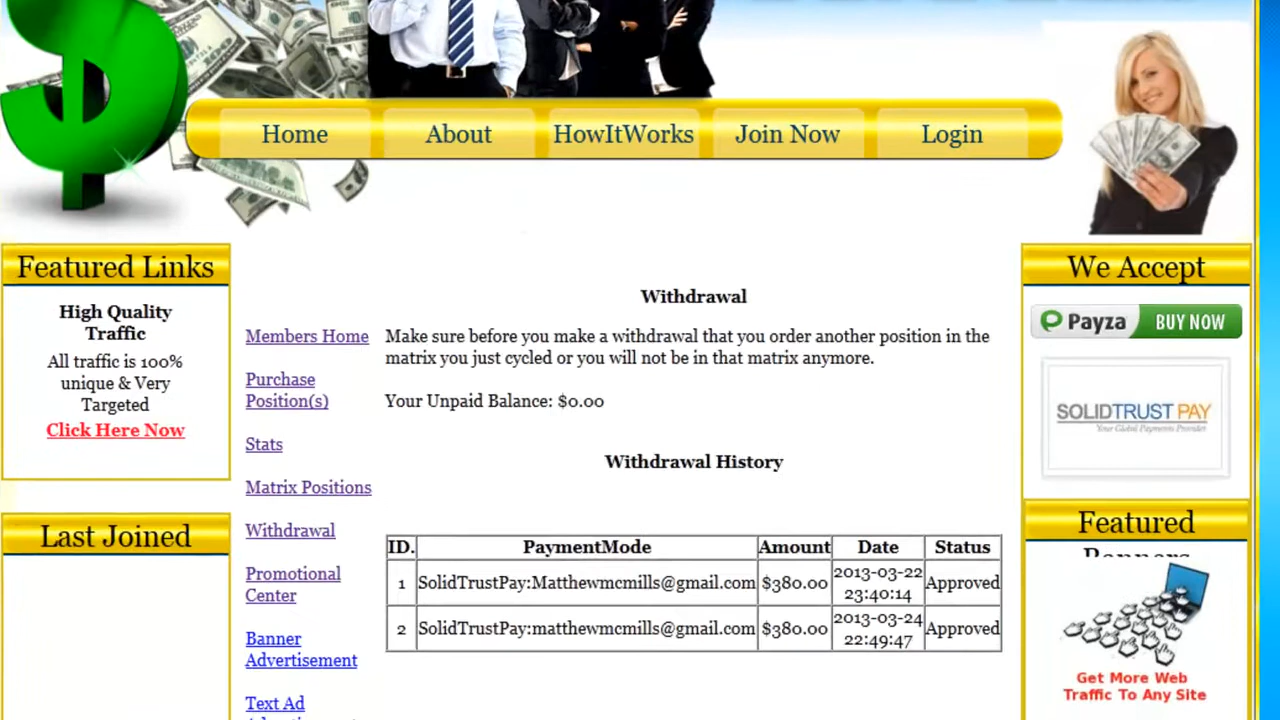 Home
About
HowItWorks
Join Now
Login
Featured Links
High Quality
Traffic
All traffic is 100%
unique & Very
Targeted
Click Here Now
Last Joined
Members Home
Purchase
Position(s)
Stats
Matrix Positions
Withdrawal
Promotional
Center
Banner
Advertisement
Text Ad
Withdrawal
Make sure before you make a withdrawal that you order another position in the
matrix you just cycled or you will not be in that matrix anymore.
Your Unpaid Balance: $0.00
Withdrawal History
ID. PaymentMode Amount Date Status
1 SolidTrustPay:Matthewmcmills@gmail.com $380.00 2013-03-22 23:40:14 Approved
2 SolidTrustPay:matthewmcmills@gmail.com $380.00 2013-03-24 22:49:47 Approved
We Accept
Payza BUY NOW
SOLIDTRUST PAY
Your Global Payments Provider
Featured
Banners
Get More Web
Traffic To Any Site